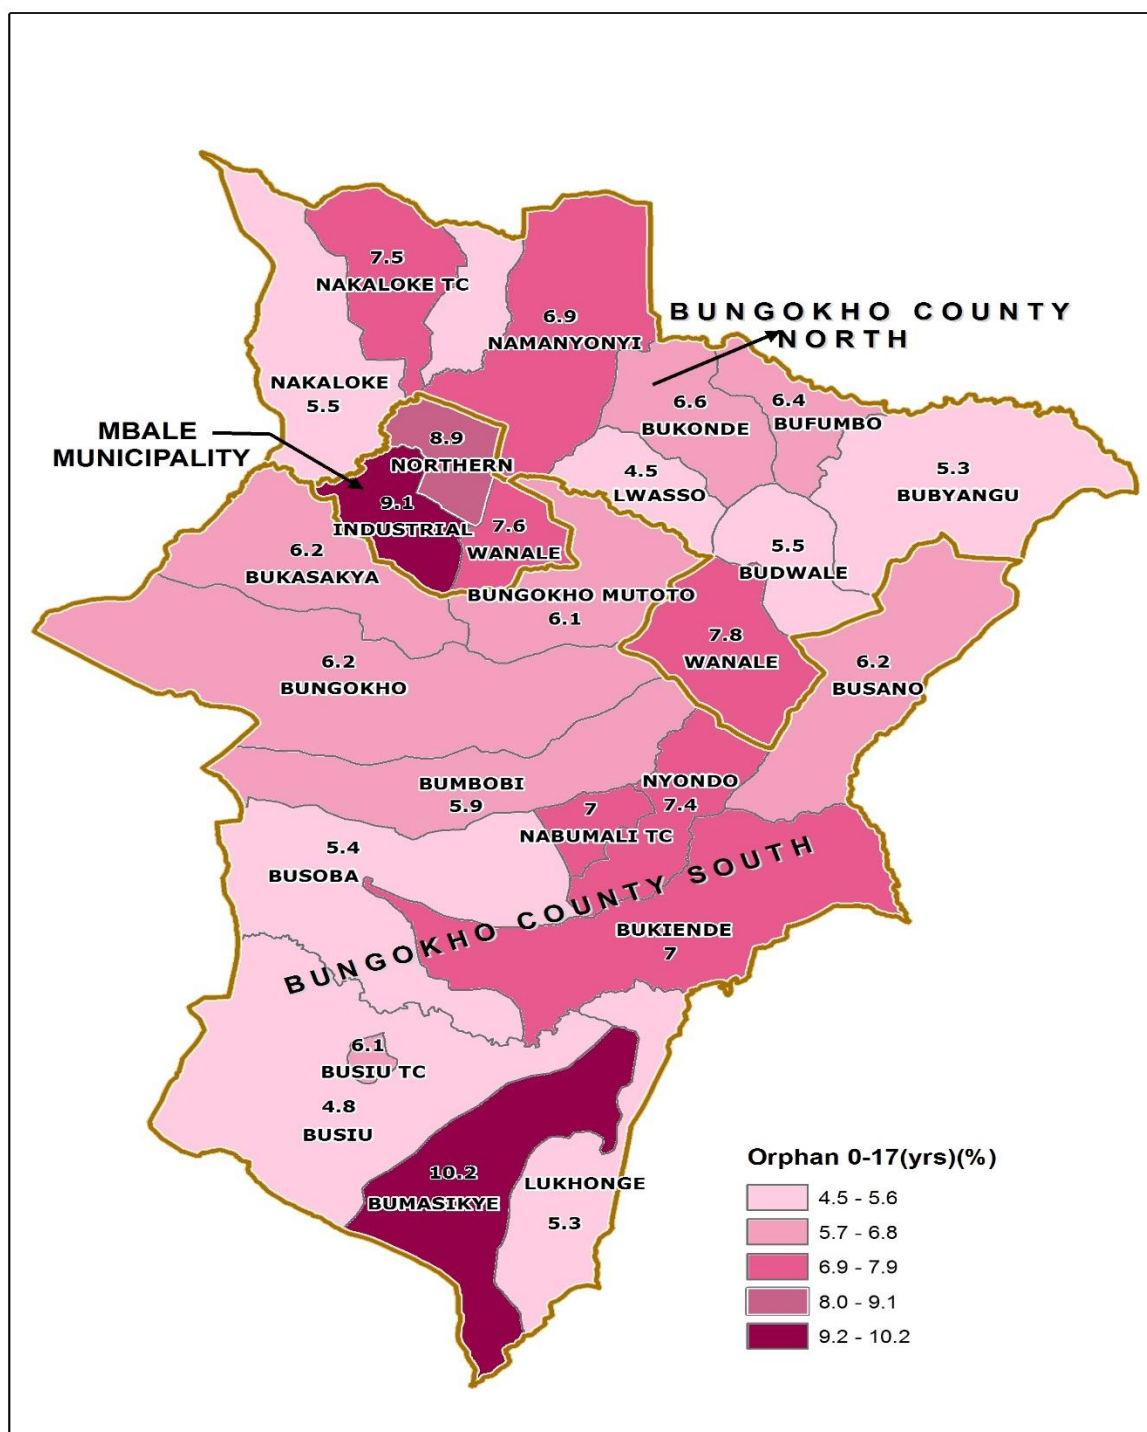 7.5
NAKALOKE TC
6.9
NAMANYONYI
BUNGOKHO COUNTY
NORTH
NAKALOKE
5.5
6.6
BUKONDE
6.4
BUFUMBO
MBALE
MUNICIPALITY
8.9
NORTHERN
4.5
LWASSO
5.3
BUBYANGU
9.1
INDUSTRIAL
7.6
WANALE
6.2
BUKASAKYA
5.5
BUDWALE
BUNGOKHO MUTOTO
6.1
7.8
WANALE
6.2
BUSANO
6.2
BUNGOKHO
BUMBOBI
5.9
NYONDO
7.4
7
NABUMALI TC
5.4
BUSOBA
BUNGOKHO COUNTY SOUTH
BUKIENDE
7
6.1
BUSIU TC
4.8
BUSIU
10.2
BUMASIKYE
LUKHONGE
5.3
Orphan 0-17(yrs)(%)
4.5 - 5.6
5.7 - 6.8
6.9 - 7.9
8.0 - 9.1
9.2 - 10.2